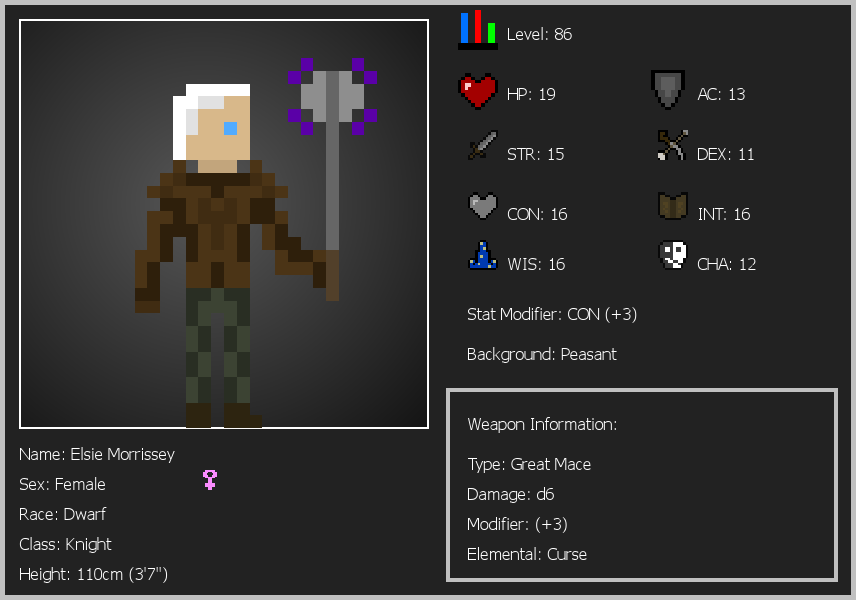 Level: 86
HP: 19
AC: 13
STR: 15
DEX: 11
CON: 16
INT: 16
WIS: 16
CHA: 12
Stat Modifier: CON (+3)
Background: Peasant
Weapon Information:
Type: Great Mace
Damage: d6
Modifier: (+3)
Elemental: Curse
Name: Elsie Morrissey
Sex: Female
Race: Dwarf
Class: Knight
Height: 110cm (3'7")